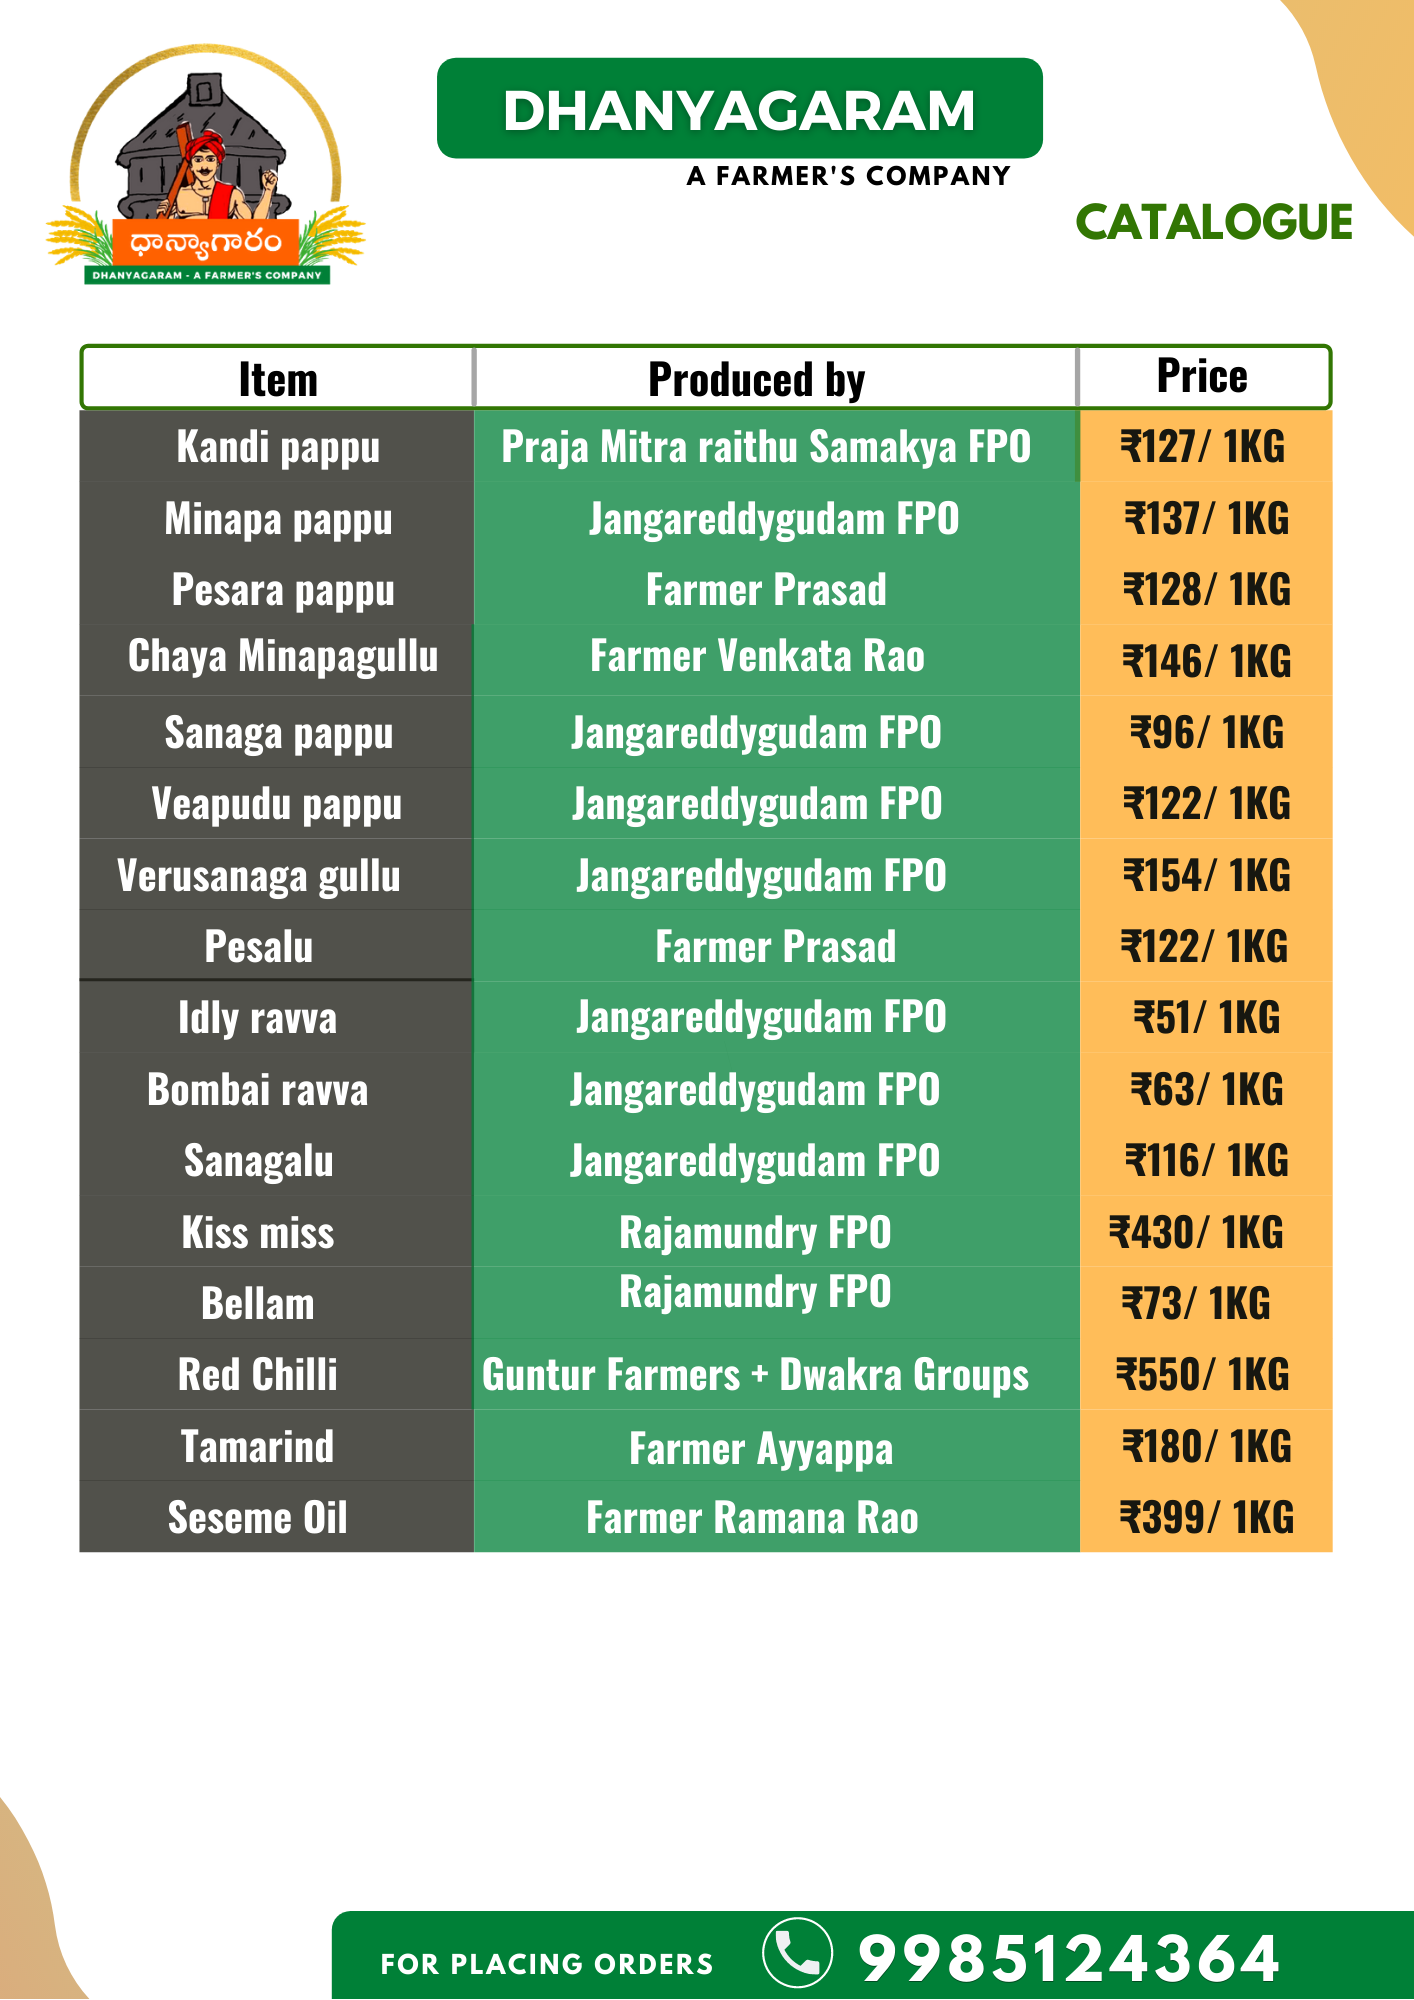 ధాన్యాగారం
DHANYAGARAM - A FARMER'S COMPANY
DHANYAGARAM
A FARMER'S COMPANY
CATALOGUE
Item Produced by Price
Kandi pappu Praja Mitra raithu Samakya FPO ₹127/ 1KG
Minapa pappu Jangareddygudam FPO ₹137/ 1KG
Pesara pappu Farmer Prasad ₹128/ 1KG
Chaya Minapagullu Farmer Venkata Rao ₹146/ 1KG
Sanaga pappu Jangareddygudam FPO ₹96/ 1KG
Veapudu pappu Jangareddygudam FPO ₹122/ 1KG
Verusanaga gullu Jangareddygudam FPO ₹154/ 1KG
Pesalu Farmer Prasad ₹122/ 1KG
Idly ravva Jangareddygudam FPO ₹51/ 1KG
Bombai ravva Jangareddygudam FPO ₹63/ 1KG
Sanagalu Jangareddygudam FPO ₹116/ 1KG
Kiss miss Rajamundry FPO ₹430/ 1KG
Bellam Rajamundry FPO ₹73/ 1KG
Red Chilli Guntur Farmers + Dwakra Groups ₹550/ 1KG
Tamarind Farmer Ayyappa ₹180/ 1KG
Seseme Oil Farmer Ramana Rao ₹399/ 1KG
FOR PLACING ORDERS 9985124364